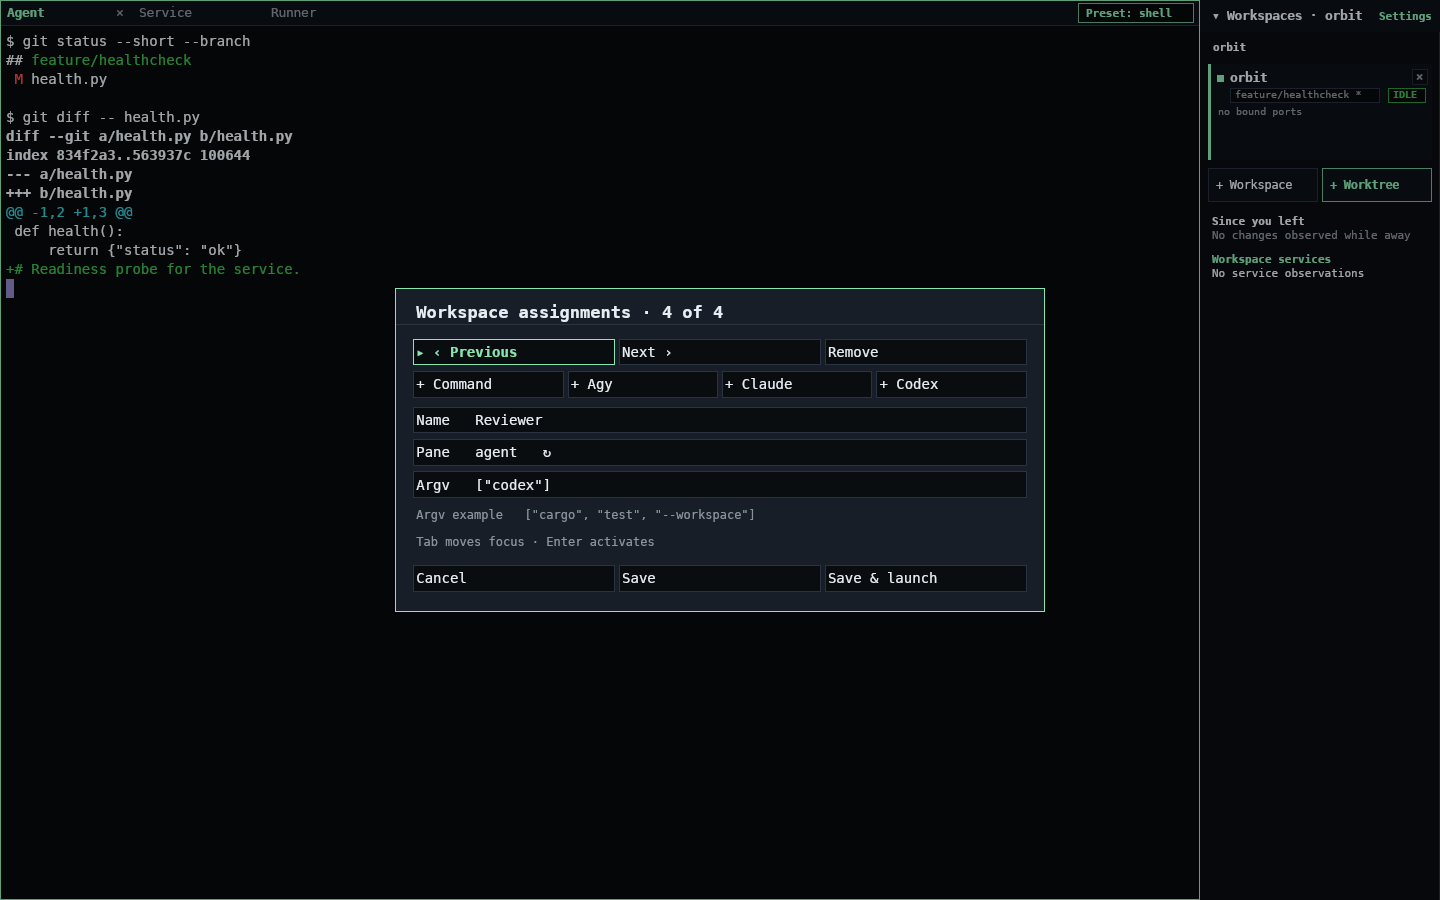 Agent × Service Runner Preset: shell
$ git status --short --branch
## feature/healthcheck
 M health.py
$ git diff -- health.py
diff --git a/health.py b/health.py
index 834f2a3..563937c 100644
--- a/health.py
+++ b/health.py
@@ -1,2 +1,3 @@
 def health():
     return {"status": "ok"}
+# Readiness probe for the service.
Workspace assignments · 4 of 4
▸ ‹ Previous Next › Remove
+ Command + Agy + Claude + Codex
Name Reviewer
Pane agent ↻
Argv ["codex"]
Argv example ["cargo", "test", "--workspace"]
Tab moves focus · Enter activates
Cancel Save Save & launch
▾ Workspaces · orbit Settings
orbit
■ orbit ×
feature/healthcheck * IDLE
no bound ports
+ Workspace + Worktree
Since you left
No changes observed while away
Workspace services
No service observations